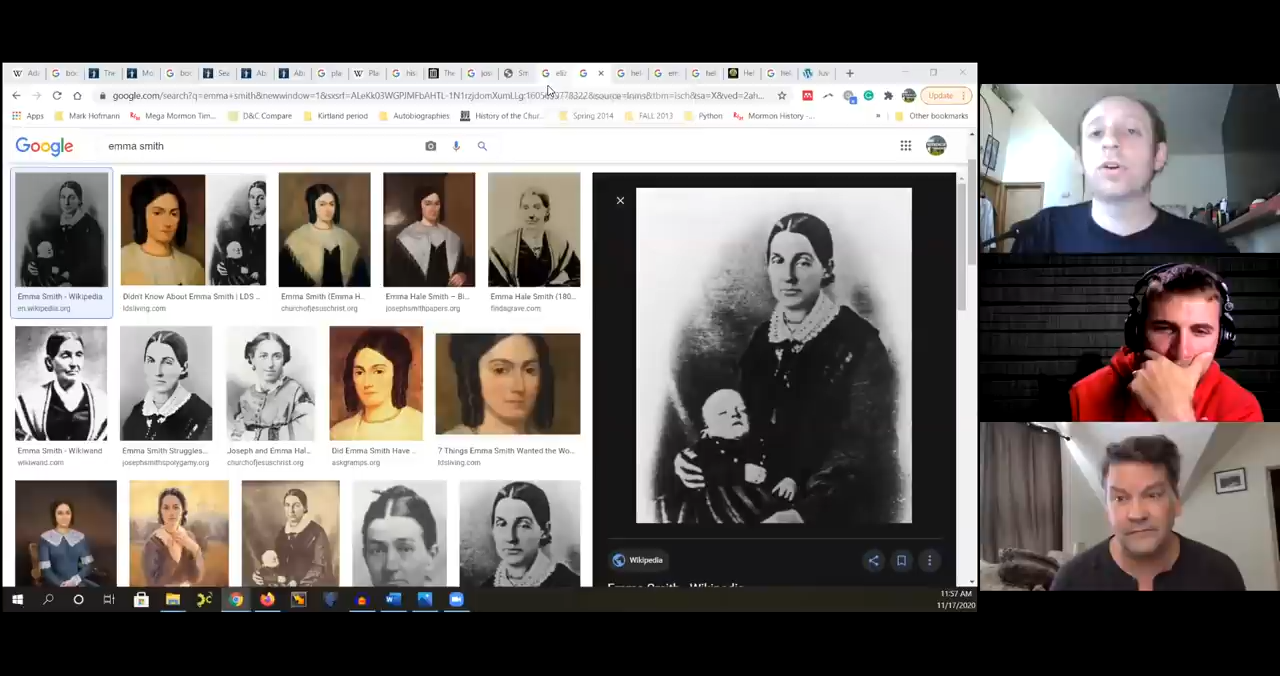 google.com/search?q=emma+smith&newwindow=1&sxsrf=
Update
Apps
Mark Hofmann
Mega Mormon Tim...
D&C Compare
Kirtland period
Autobiographies
History of the Chur...
Spring 2014
FALL 2013
Python
Mormon History -...
»
Other bookmarks
Google
emma smith
Emma Smith - Wikipedia
en.wikipedia.org
Didn't Know About Emma Smith | LDS ...
ldsliving.com
Emma Smith (Emma H...
churchofjesuschrist.org
Emma Hale Smith – Bi...
josephsmithpapers.org
Emma Hale Smith (180...
findagrave.com
Emma Smith - Wikiwand
wikiwand.com
Emma Smith Struggles...
josephsmithspolygamy.org
Joseph and Emma Hal...
churchofjesuschrist.org
Did Emma Smith Have ...
askgramps.org
7 Things Emma Smith Wanted the Wo...
ldsliving.com
Wikipedia
Emma Smith - Wikipedia
11:57 AM
11/17/2020